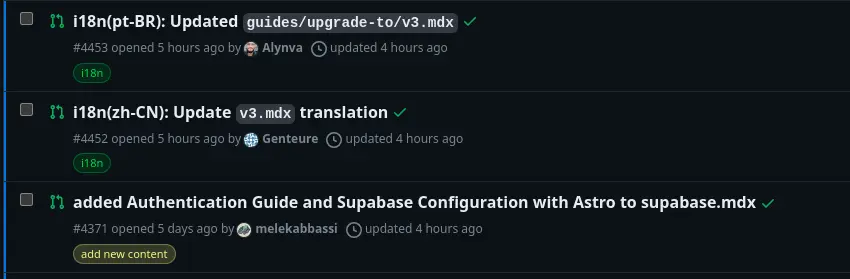 i18n(pt-BR): Updated guides/upgrade-to/v3.mdx
#4453 opened 5 hours ago by Alynva updated 4 hours ago
i18n
i18n(zh-CN): Update v3.mdx translation
#4452 opened 5 hours ago by Genteure updated 4 hours ago
i18n
added Authentication Guide and Supabase Configuration with Astro to supabase.mdx
#4371 opened 5 days ago by melekabbassi updated 4 hours ago
add new content